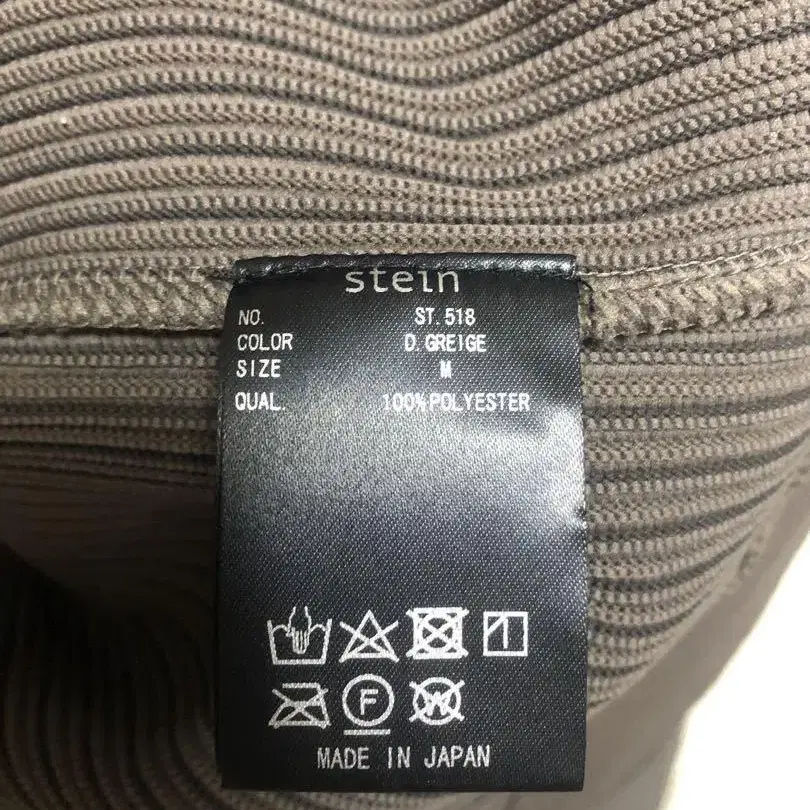 stein
NO. ST.518
COLOR D.GREIGE
SIZE M
QUAL. 100%POLYESTER
F W
MADE IN JAPAN